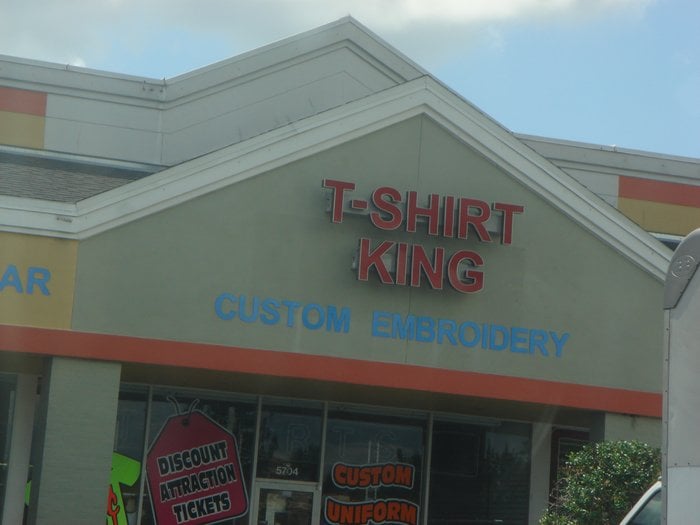 T-SHIRT
KING
AR
CUSTOM EMBROIDERY
DISCOUNT
ATTRACTION
TICKETS
5704
CUSTOM
UNIFORM